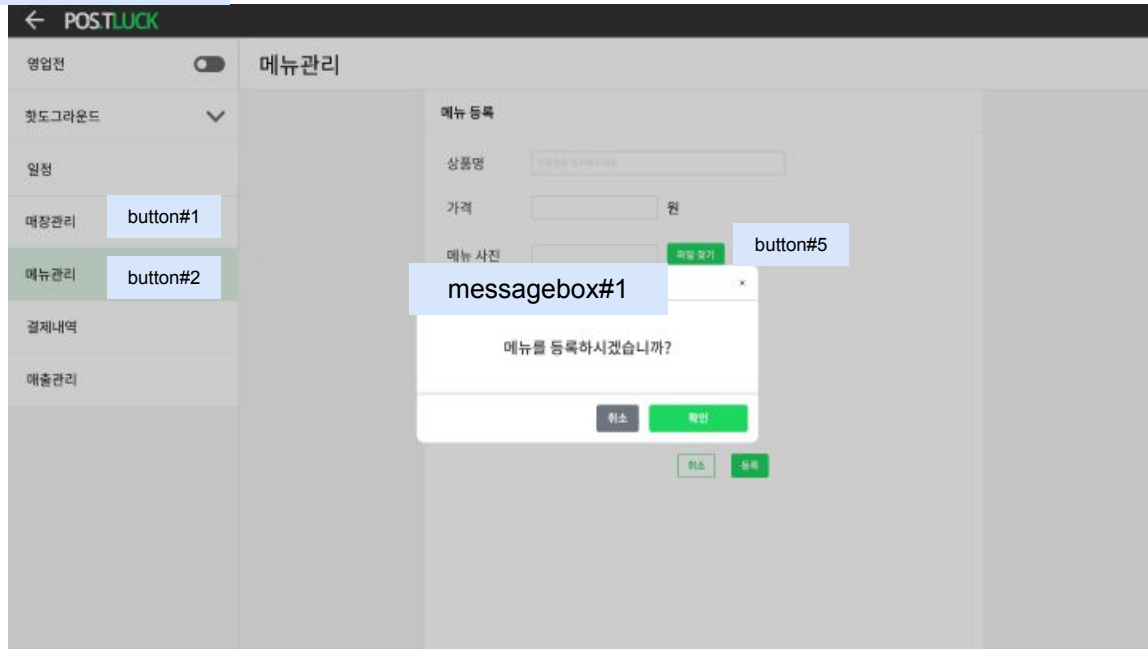 POSTLUCK
영업전
메뉴관리
핫도그라운드
메뉴 등록
일정
상품명
가격
원
매장관리
button#1
메뉴 사진
파일 찾기
button#5
메뉴관리
button#2
messagebox#1
×
결제내역
메뉴를 등록하시겠습니까?
매출관리
취소
확인
취소
등록